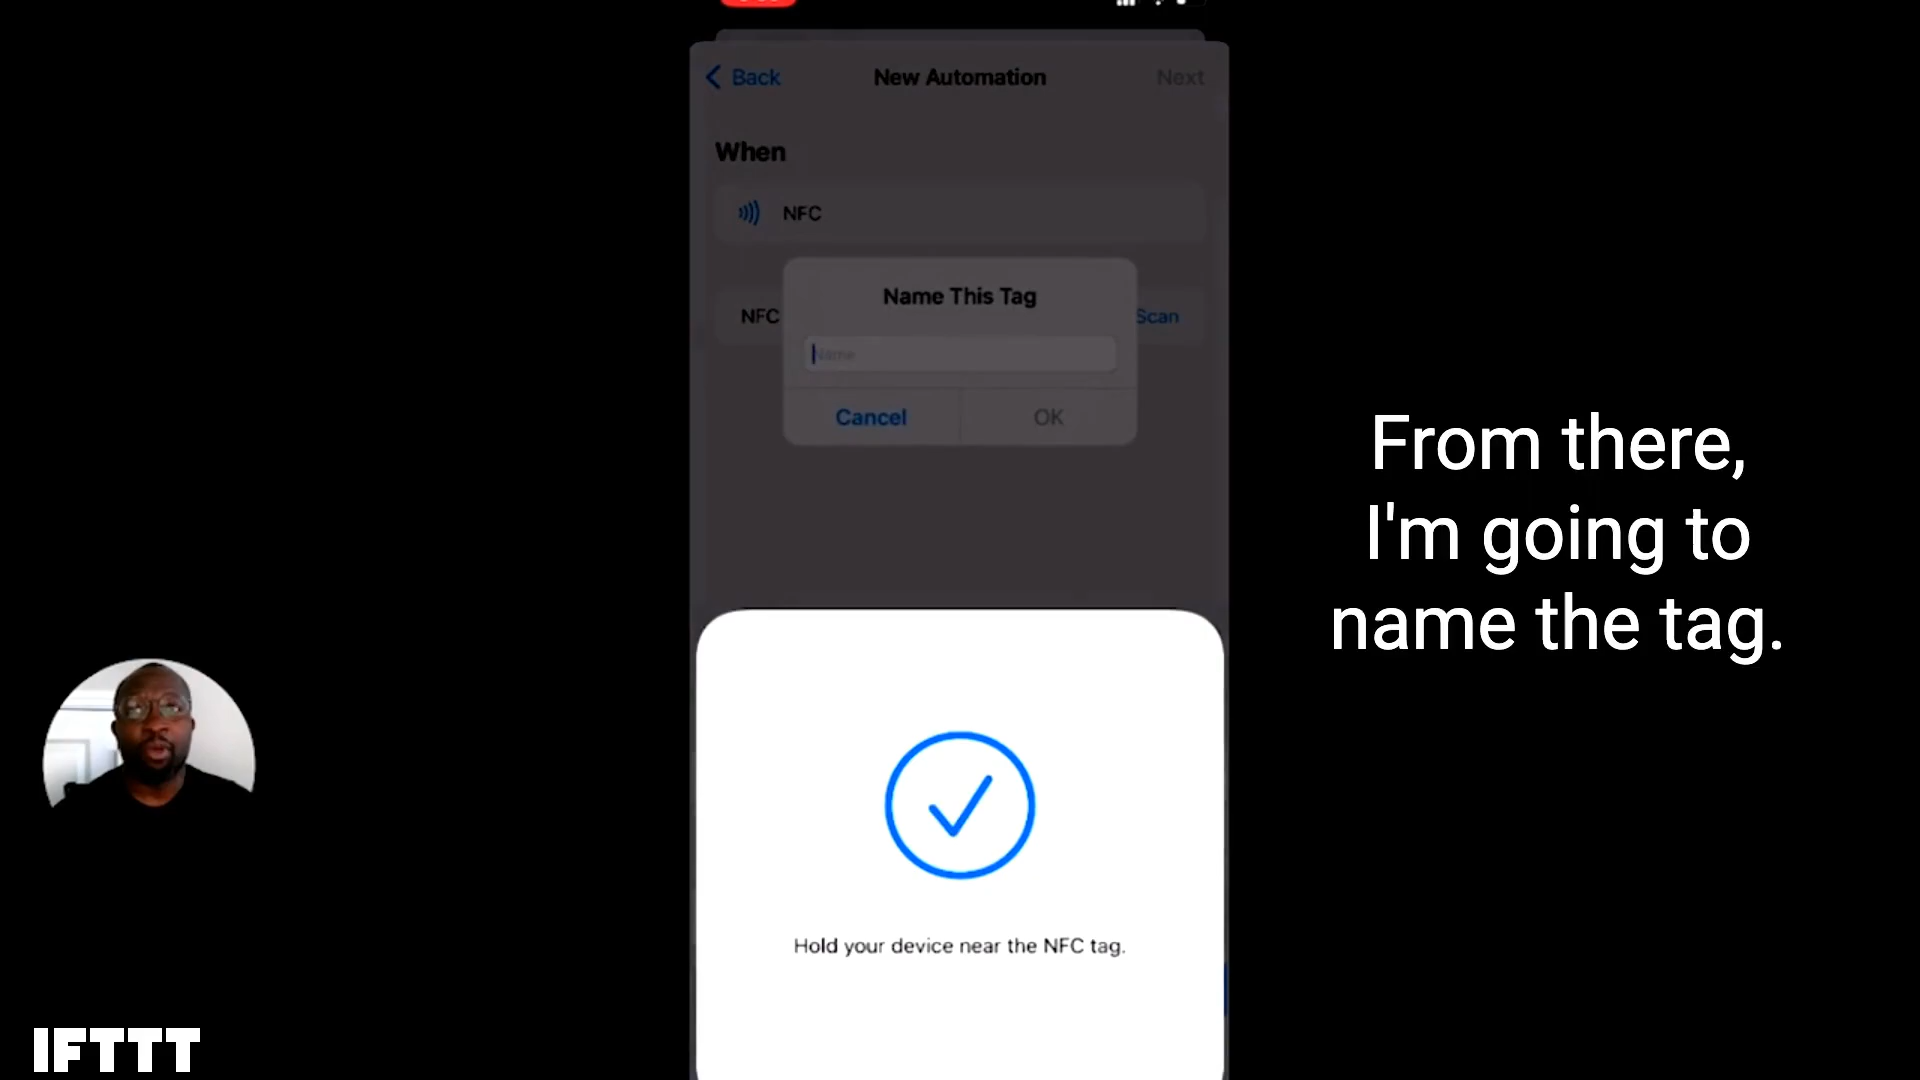 Back
New Automation
Next
When
NFC
Name This Tag
NFC
Scan
Name
Cancel
OK
From there,
I'm going to
name the tag.
Hold your device near the NFC tag.
IFTTT